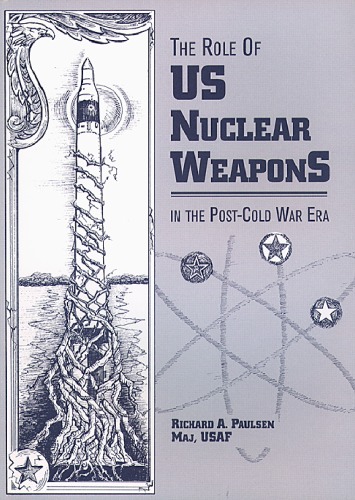 The Role Of
US
Nuclear
WeaponS
in the Post-Cold War Era
Richard A. Paulsen
Maj, USAF